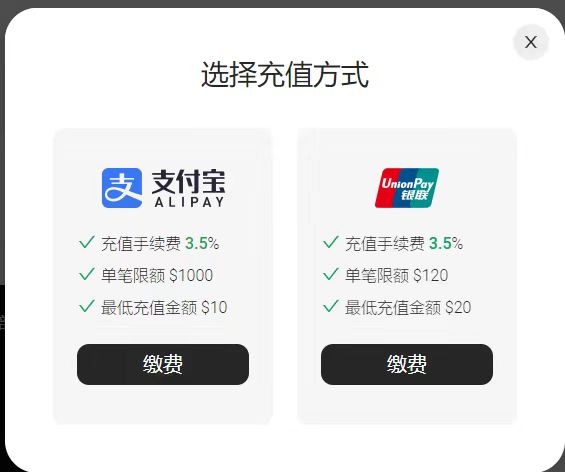 X
选择充值方式
支 支付宝
ALIPAY
充值手续费 3.5%
单笔限额 $1000
最低充值金额 $10
缴费
UnionPay
银联
充值手续费 3.5%
单笔限额 $120
最低充值金额 $20
缴费